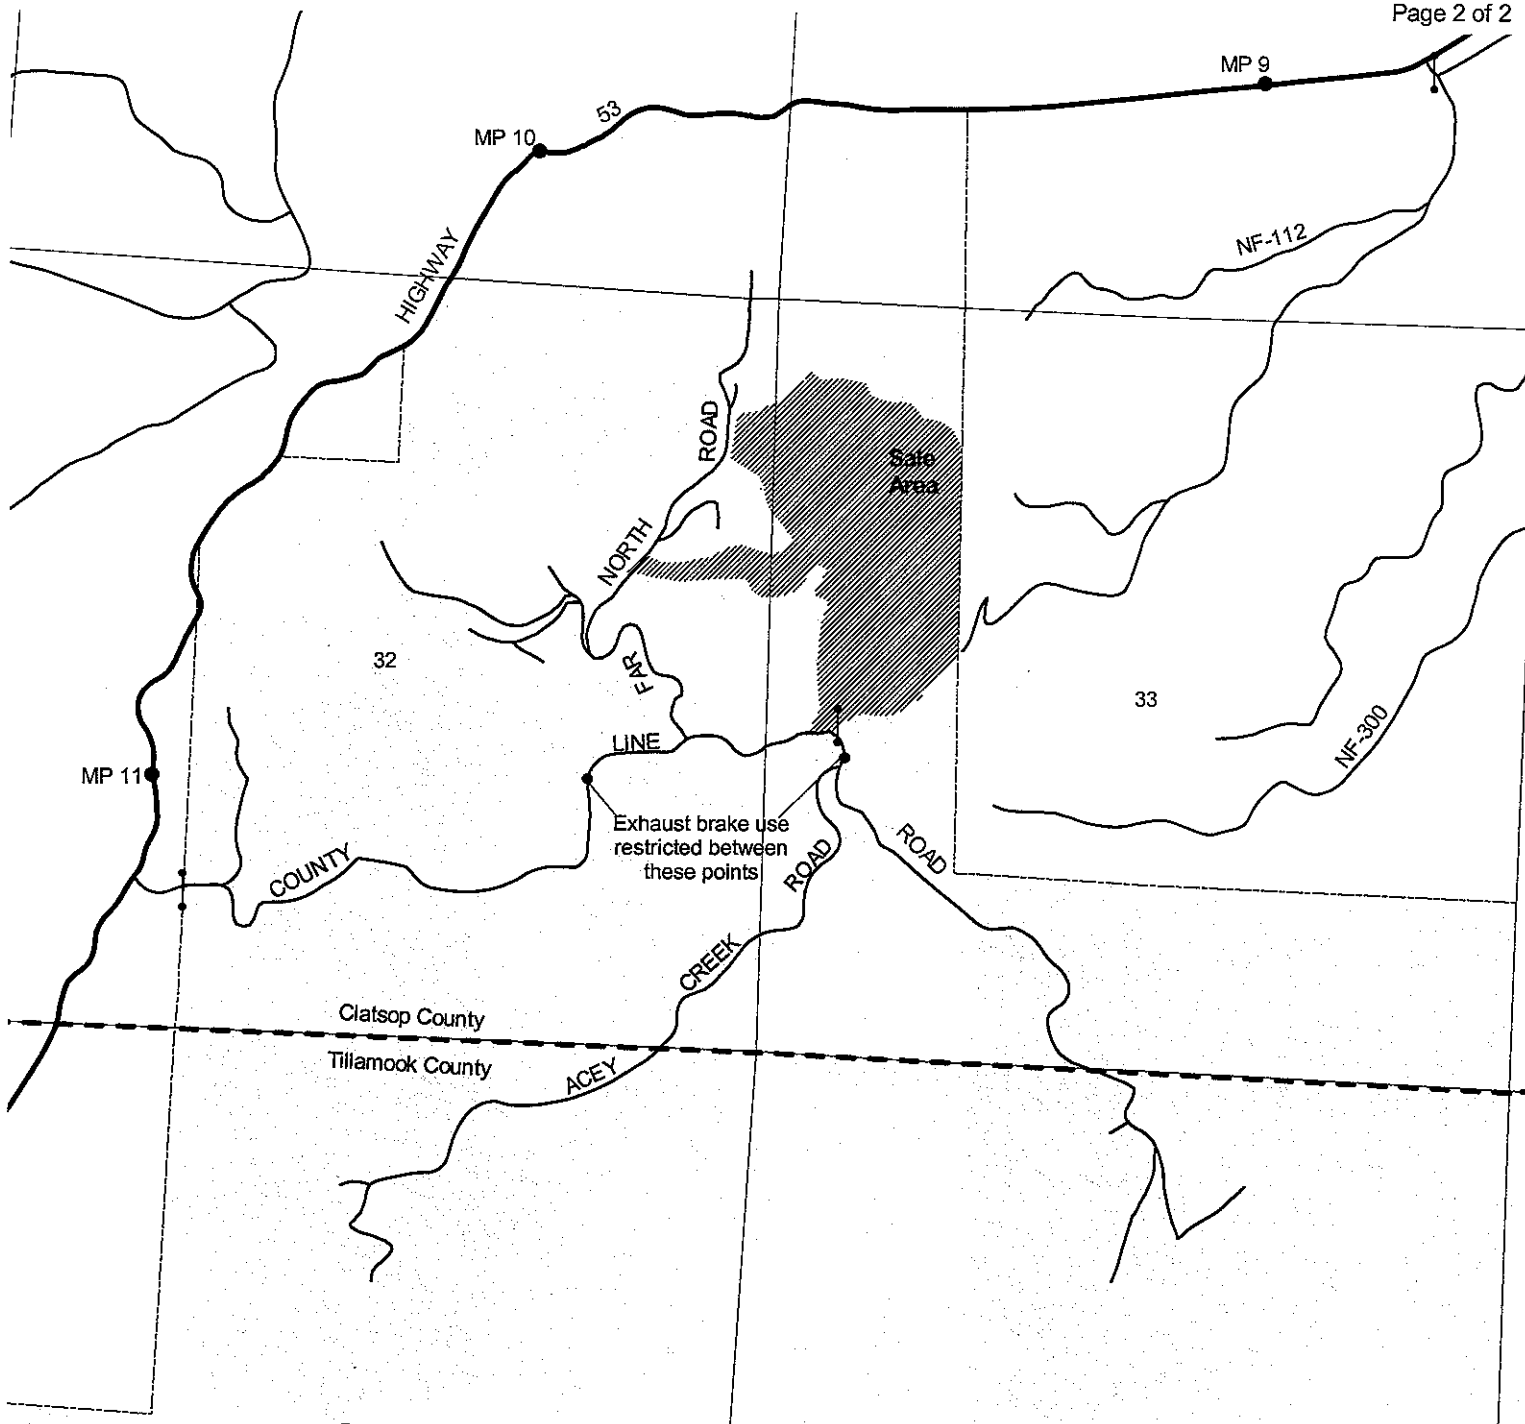 Page 2 of 2
MP 9
53
MP 10
NF-112
HIGHWAY
ROAD
Sale
Area
NORTH
32
FAR
33
NF-300
LINE
MP 11
Exhaust brake use
restricted between
these points
ROAD
ROAD
COUNTY
CREEK
Clatsop County
Tillamook County
ACEY